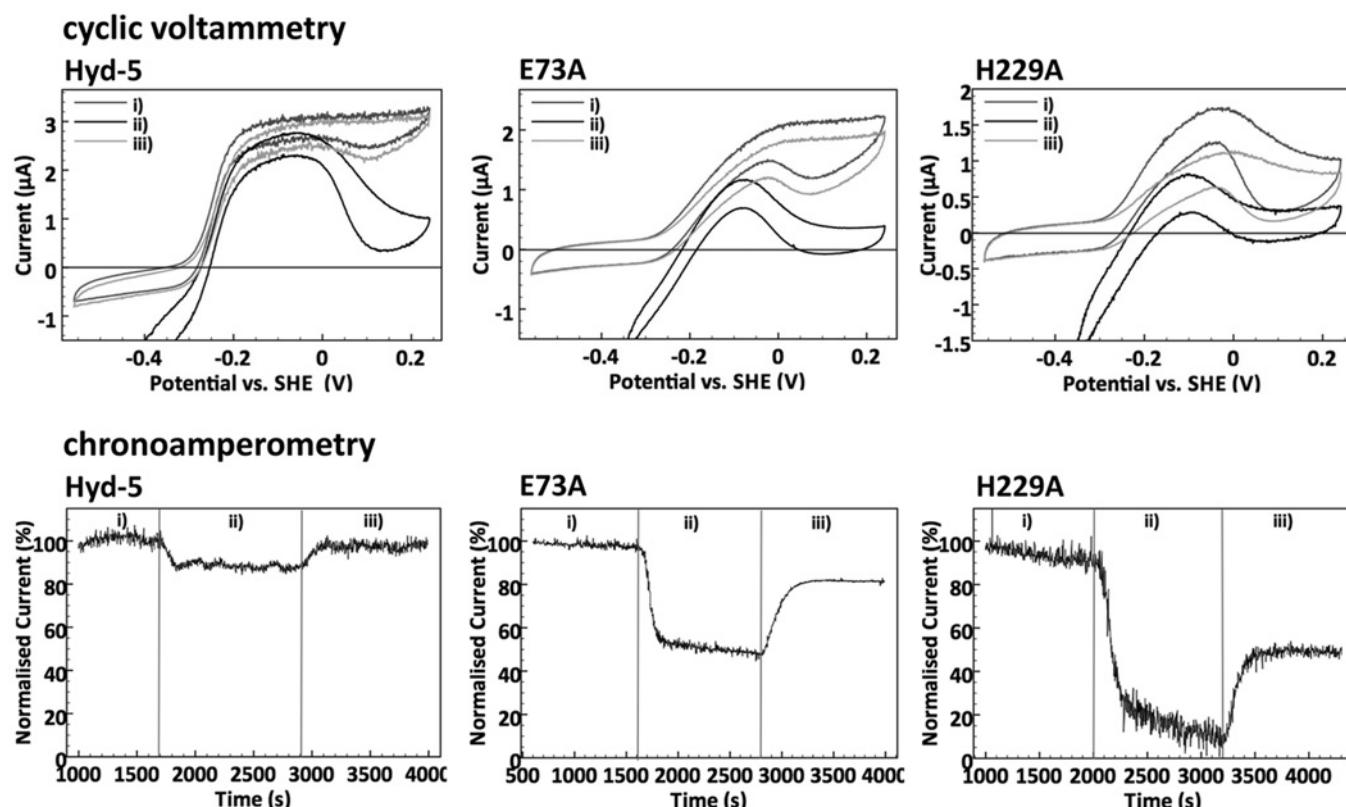 cyclic voltammetry
Hyd-5
E73A
H229A
i)
ii)
iii)
i)
ii)
iii)
i)
ii)
iii)
Current (µA)
3
2
1
0
-1
Current (µA)
2
1
0
-1
Current (µA)
2
1.5
1
0.5
0
-0.5
-1
-1.5
-0.4
-0.2
0
0.2
-0.4
-0.2
0
0.2
-0.4
-0.2
0
0.2
Potential vs. SHE (V)
Potential vs. SHE (V)
Potential vs. SHE (V)
chronoamperometry
Hyd-5
E73A
H229A
i)
ii)
iii)
i)
ii)
iii)
i)
ii)
iii)
Normalised Current (%)
100
80
60
40
20
0
Normalised Current (%)
100
80
60
40
20
0
Normalised Current (%)
100
80
60
40
20
0
1000
1500
2000
2500
3000
3500
400
500
1000
1500
2000
2500
3000
3500
400
1000
1500
2000
2500
3000
3500
4000
Time (s)
Time (s)
Time (s)